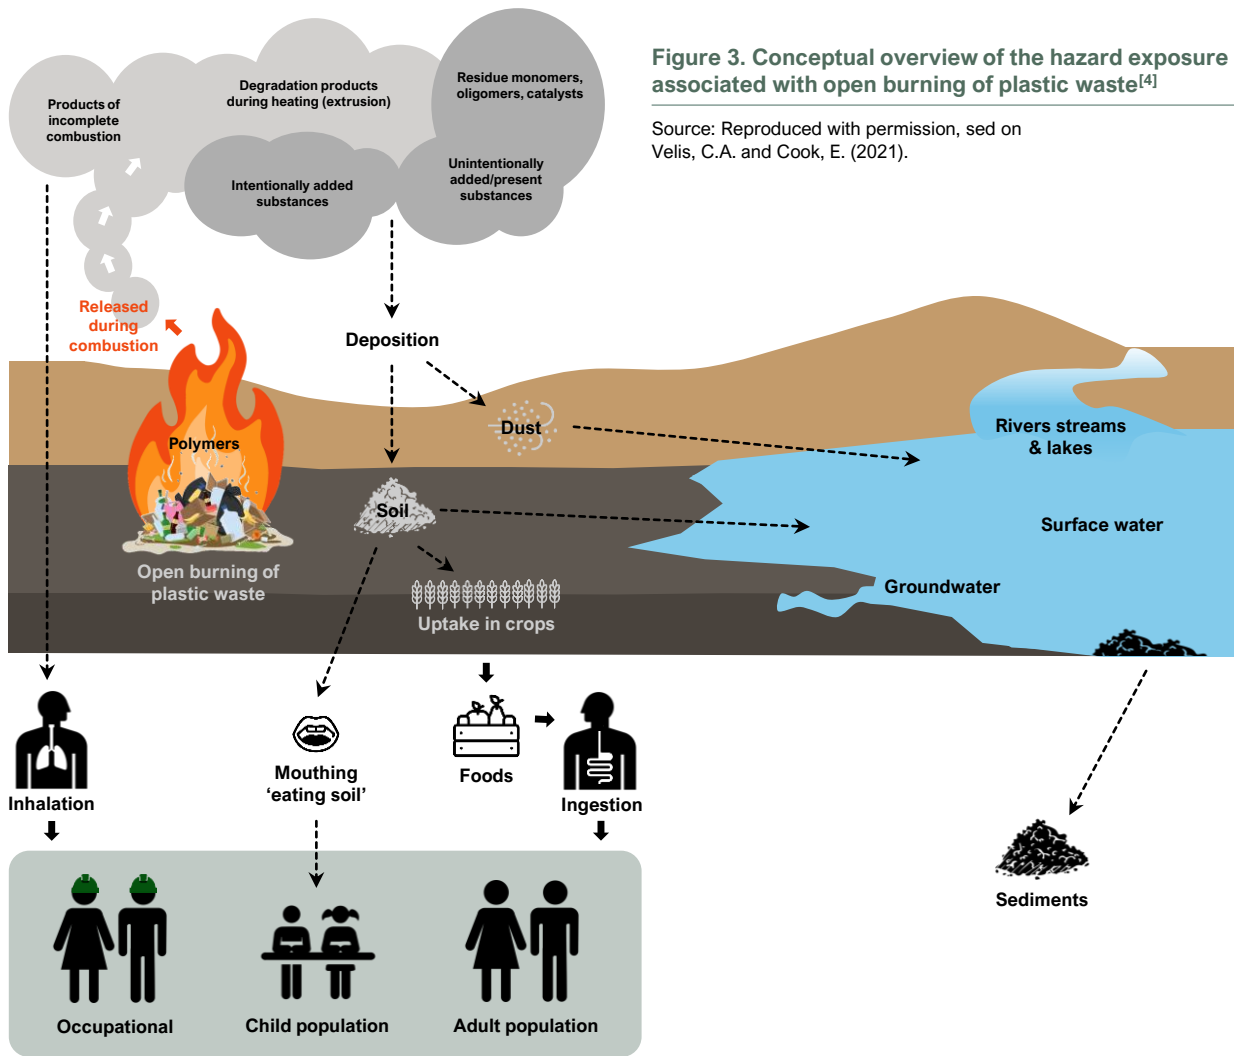 Figure 3. Conceptual overview of the hazard exposure
associated with open burning of plastic waste[4]
Source: Reproduced with permission, sed on
Velis, C.A. and Cook, E. (2021).
Products of
incomplete
combustion
Degradation products
during heating (extrusion)
Residue monomers,
oligomers, catalysts
Intentionally added
substances
Unintentionally
added/present
substances
Released
during
combustion
Deposition
Polymers
Dust
Rivers streams
& lakes
Soil
Surface water
Open burning of
plastic waste
Uptake in crops
Groundwater
Inhalation
Mouthing
‘eating soil’
Foods
Ingestion
Sediments
Occupational
Child population
Adult population